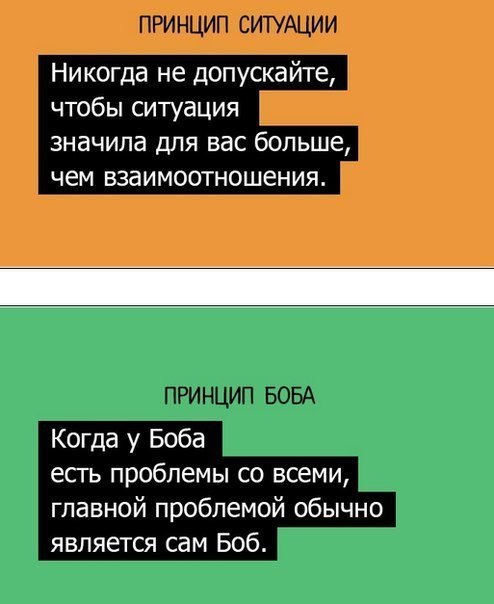 ПРИНЦИП СИТУАЦИИ
Никогда не допускайте,
чтобы ситуация
значила для вас больше,
чем взаимоотношения.
ПРИНЦИП БОБА
Когда у Боба
есть проблемы со всеми,
главной проблемой обычно
является сам Боб.